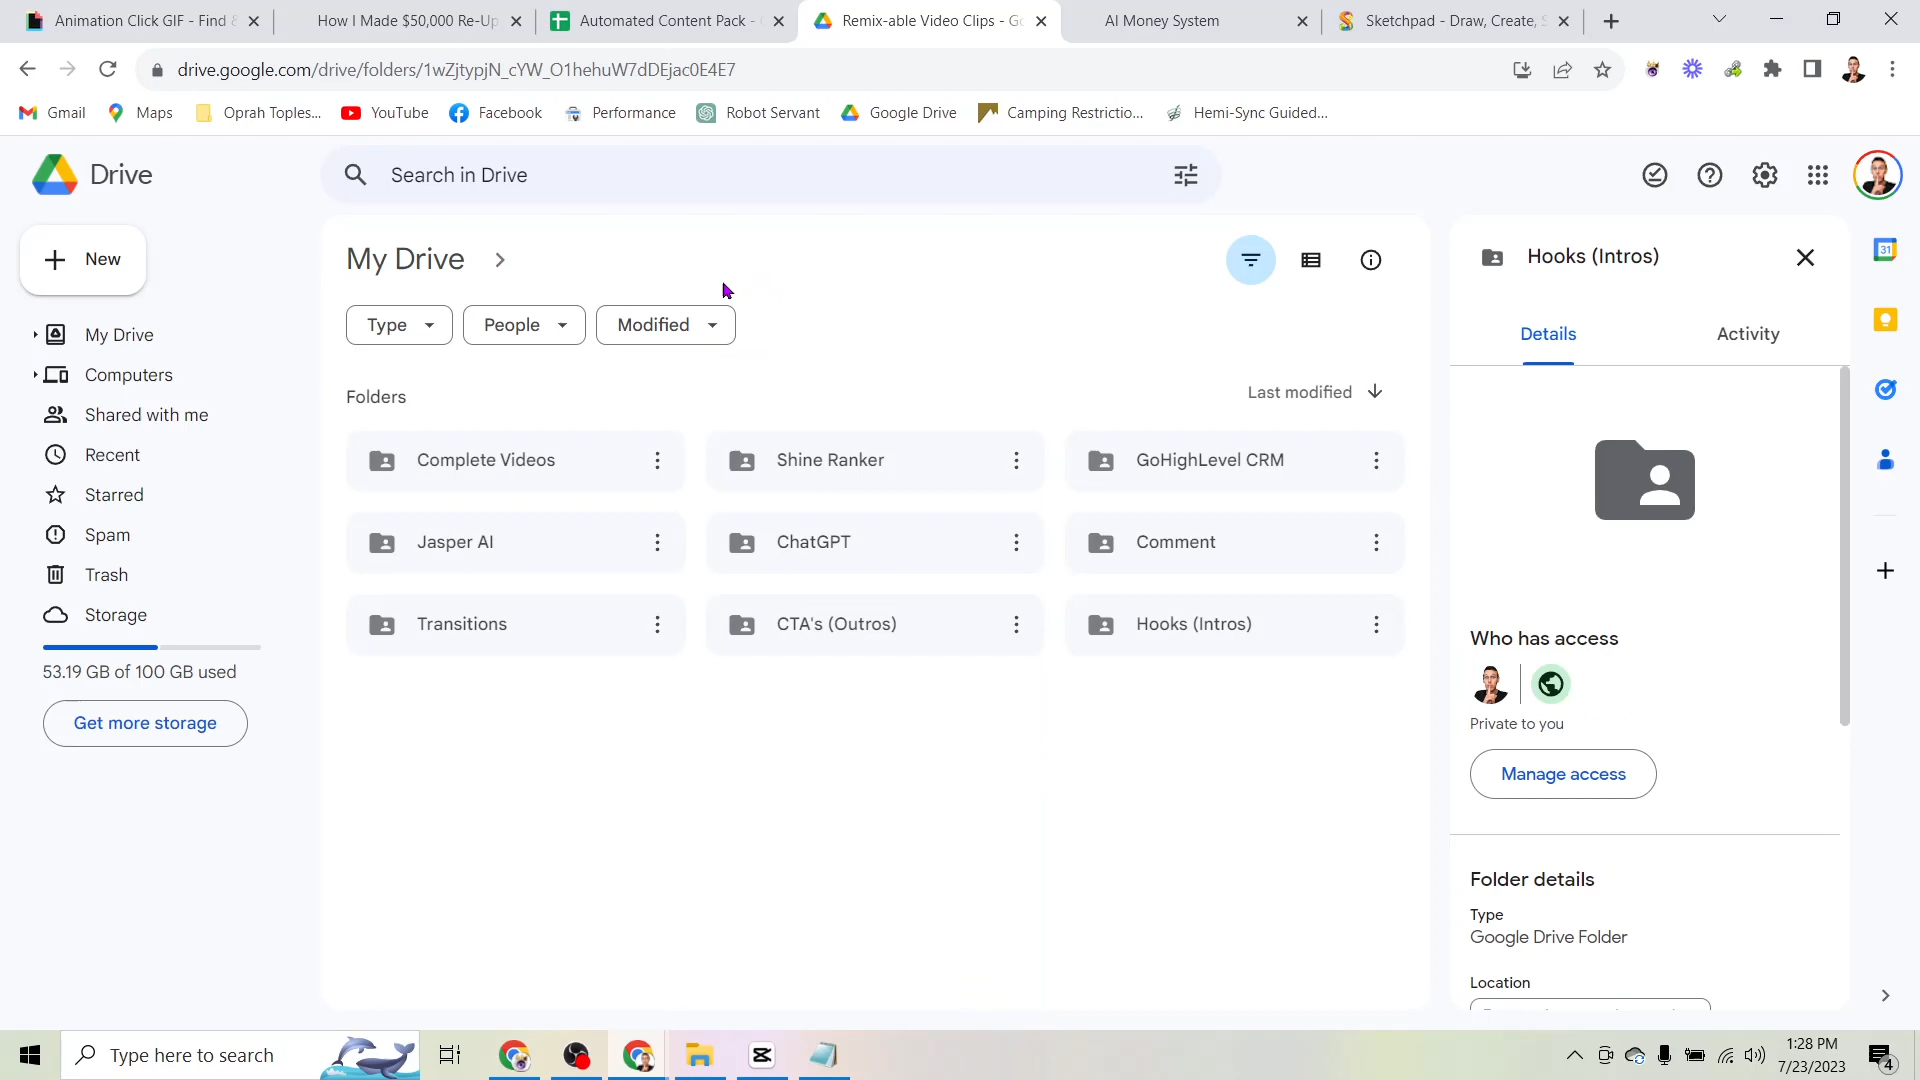 Animation Click GIF - Find &
How I Made $50,000 Re-Up
Automated Content Pack -
Remix-able Video Clips - Go
AI Money System
Sketchpad - Draw, Create, S
drive.google.com/drive/folders/1wZjtypjN_cYW_O1hehuW7dDEjac0E4E7
Gmail
Maps
Oprah Toples...
YouTube
Facebook
Performance
Robot Servant
Google Drive
Camping Restrictio...
Hemi-Sync Guided...
Drive
Search in Drive
New
My Drive
Computers
Shared with me
Recent
Starred
Spam
Trash
Storage
53.19 GB of 100 GB used
Get more storage
My Drive
Type
People
Modified
Folders
Last modified
Complete Videos
Shine Ranker
GoHighLevel CRM
Jasper AI
ChatGPT
Comment
Transitions
CTA's (Outros)
Hooks (Intros)
Hooks (Intros)
Details
Activity
Who has access
Private to you
Manage access
Folder details
Type
Google Drive Folder
Location
31
Type here to search
1:28 PM
7/23/2023
4